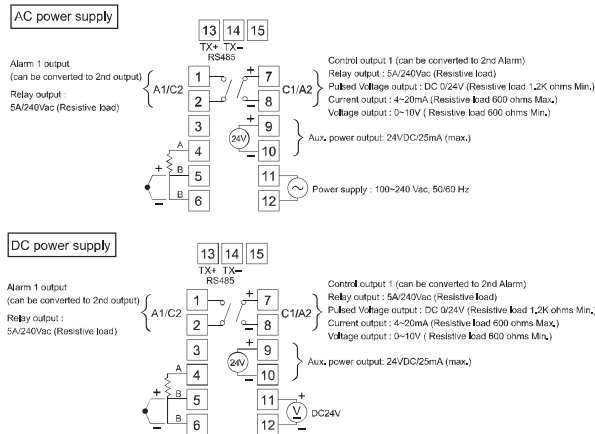 AC power supply
13 14 15
TX+ TX−
RS485
Alarm 1 output
(can be converted to 2nd output)
Relay output :
5A/240Vac (Resistive load)
A1/C2
1
2
3
4
5
6
A
B
B
+
−
+ 7
− 8
+ 9
− 10
11
12
24V
C1/A2
Control output 1 (can be converted to 2nd Alarm)
Relay output : 5A/240Vac (Resistive load)
Pulsed Voltage output : DC 0/24V (Resistive load 1.2K ohms Min.)
Current output : 4~20mA (Resistive load 600 ohms Max.)
Voltage output : 0~10V ( Resistive load 600 ohms Min.)
Aux. power output: 24VDC/25mA (max.)
Power supply : 100~240 Vac, 50/60 Hz
DC power supply
13 14 15
TX+ TX−
RS485
Alarm 1 output
(can be converted to 2nd output)
Relay output :
5A/240Vac (Resistive load)
A1/C2
1
2
3
4
5
6
A
B
B
+
−
+ 7
− 8
+ 9
− 10
11 +
12 −
24V
C1/A2
Control output 1 (can be converted to 2nd Alarm)
Relay output : 5A/240Vac (Resistive load)
Pulsed Voltage output : DC 0/24V (Resistive load 1.2K ohms Min.)
Current output : 4~20mA (Resistive load 600 ohms Max.)
Voltage output : 0~10V ( Resistive load 600 ohms Min.)
Aux. power output: 24VDC/25mA (max.)
V DC24V